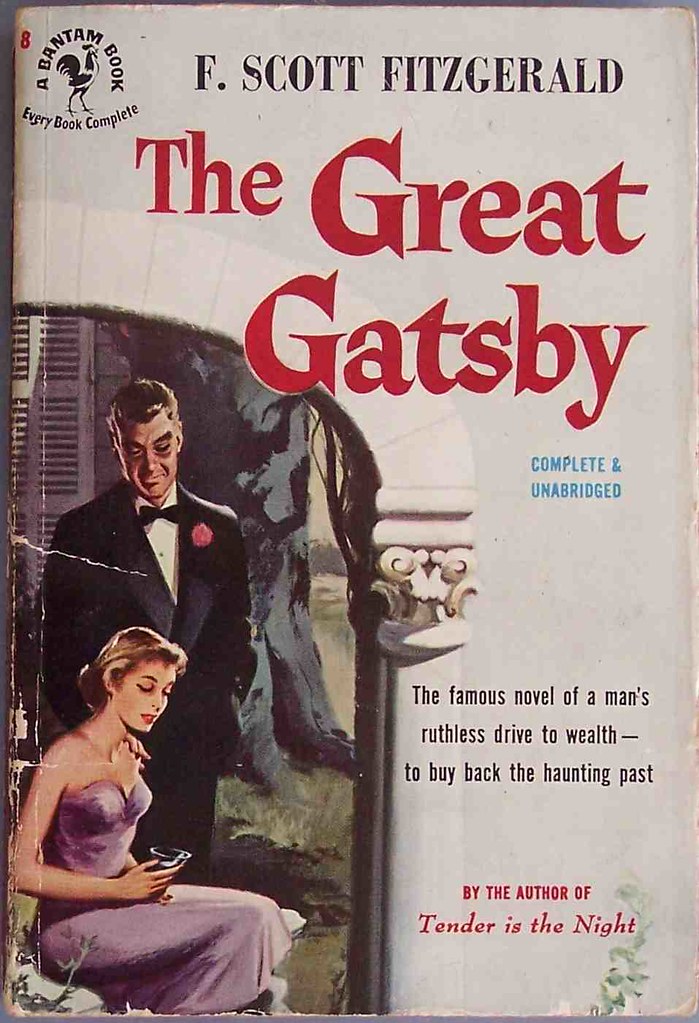 8
A BANTAM BOOK
Every Book Complete
F. SCOTT FITZGERALD
The Great
Gatsby
COMPLETE &
UNABRIDGED
The famous novel of a man's
ruthless drive to wealth—
to buy back the haunting past
BY THE AUTHOR OF
Tender is the Night